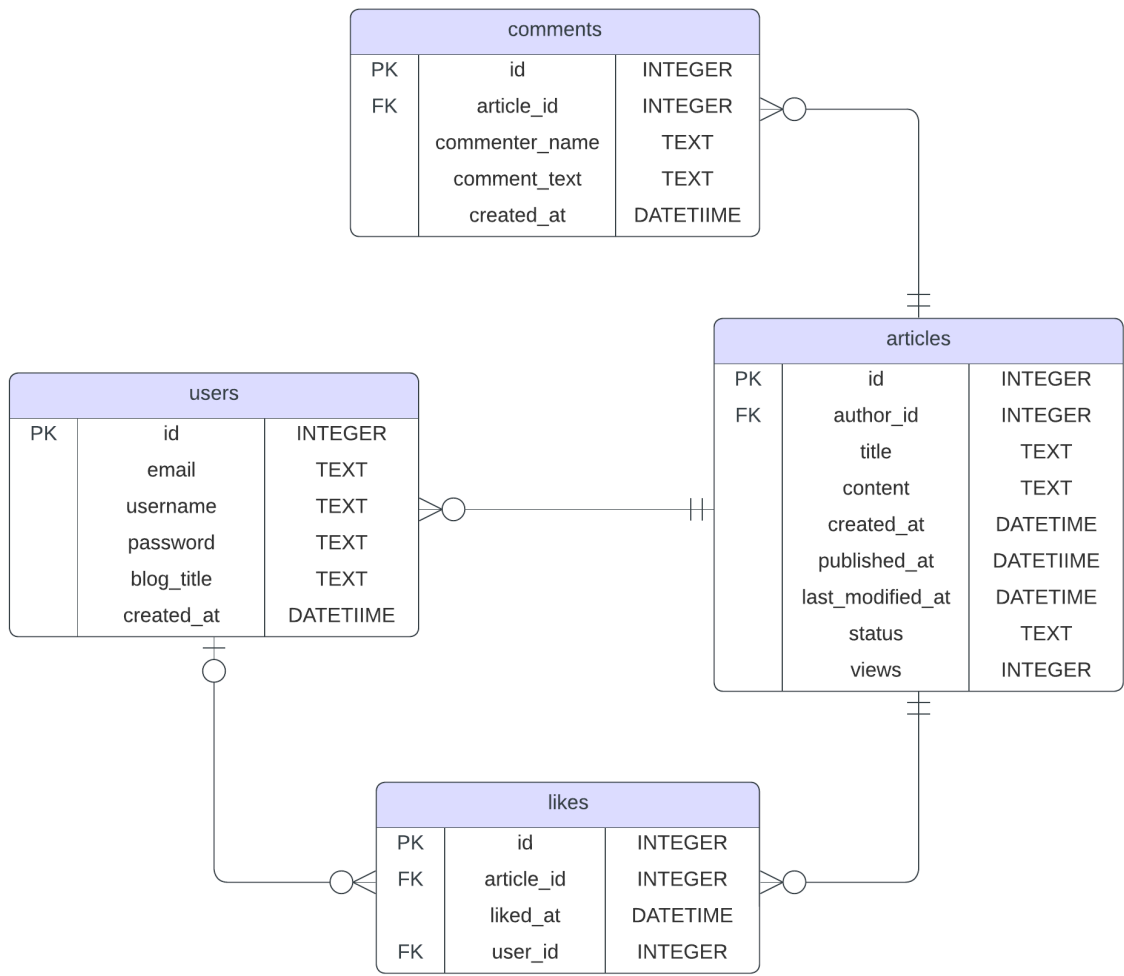 comments
PK id INTEGER
FK article_id INTEGER
commenter_name TEXT
comment_text TEXT
created_at DATETIIME
articles
PK id INTEGER
FK author_id INTEGER
title TEXT
content TEXT
created_at DATETIME
published_at DATETIIME
last_modified_at DATETIME
status TEXT
views INTEGER
users
PK id INTEGER
email TEXT
username TEXT
password TEXT
blog_title TEXT
created_at DATETIIME
likes
PK id INTEGER
FK article_id INTEGER
liked_at DATETIME
FK user_id INTEGER